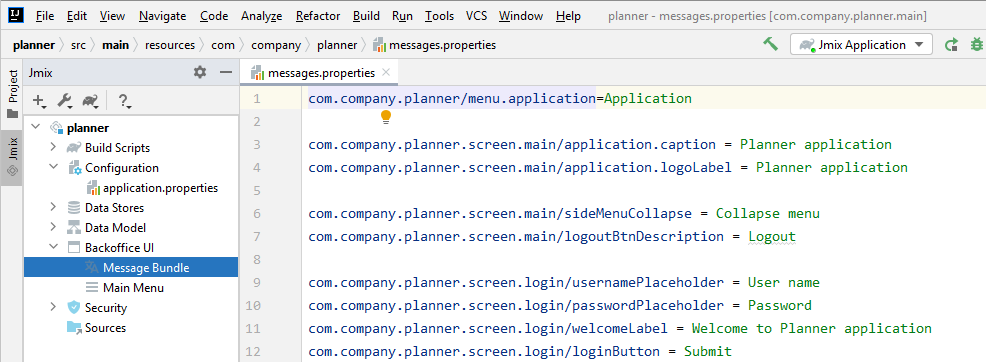 IJ File Edit View Navigate Code Analyze Refactor Build Run Tools VCS Window Help planner - messages.properties [com.company.planner.main]
planner src main resources com company planner messages.properties Jmix Application
Project
Jmix
Jmix
planner
Build Scripts
Configuration
application.properties
Data Stores
Data Model
Backoffice UI
Message Bundle
Main Menu
Security
Sources
messages.properties
1 com.company.planner/menu.application=Application
2
3 com.company.planner.screen.main/application.caption = Planner application
4 com.company.planner.screen.main/application.logoLabel = Planner application
5
6 com.company.planner.screen.main/sideMenuCollapse = Collapse menu
7 com.company.planner.screen.main/logoutBtnDescription = Logout
8
9 com.company.planner.screen.login/usernamePlaceholder = User name
10 com.company.planner.screen.login/passwordPlaceholder = Password
11 com.company.planner.screen.login/welcomeLabel = Welcome to Planner application
12 com.company.planner.screen.login/loginButton = Submit